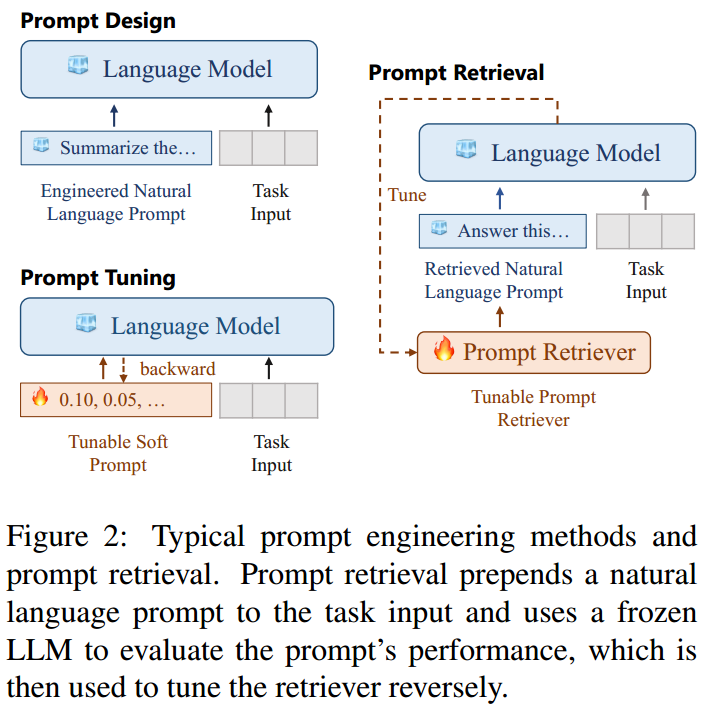 Prompt Design
Language Model
Summarize the…
Engineered Natural
Language Prompt
Task
Input
Prompt Tuning
Language Model
backward
0.10, 0.05, …
Tunable Soft
Prompt
Task
Input
Prompt Retrieval
Language Model
Tune
Answer this…
Retrieved Natural
Language Prompt
Task
Input
Prompt Retriever
Tunable Prompt
Retriever
Figure 2: Typical prompt engineering methods and
prompt retrieval. Prompt retrieval prepends a natural
language prompt to the task input and uses a frozen
LLM to evaluate the prompt's performance, which is
then used to tune the retriever reversely.